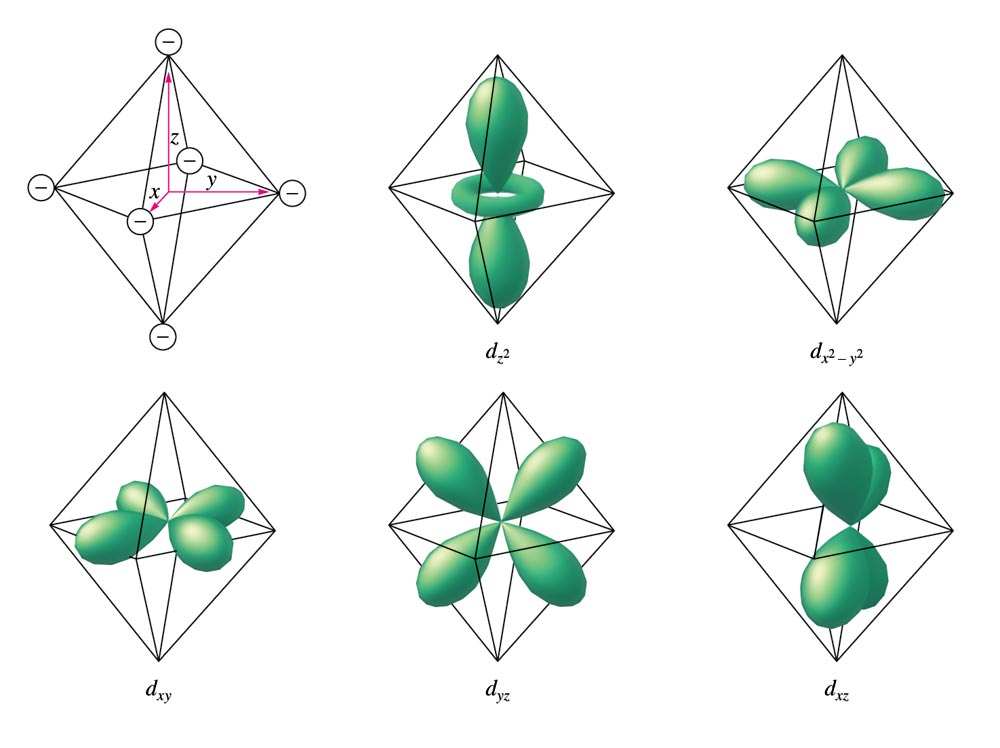 −
z
−
y
x
−
−
−
−
d_{z^2}
d_{x^2 − y^2}
d_{xy}
d_{yz}
d_{xz}